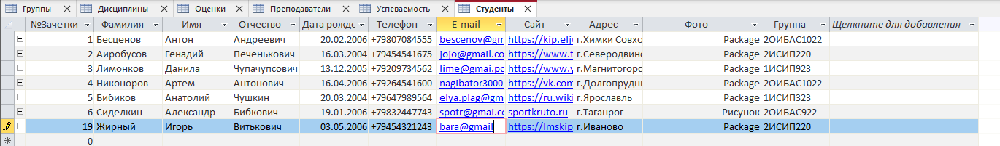 Группы Дисциплины Оценки Преподаватели Успеваемость Студенты
№Зачетки Фамилия Имя Отчество Дата рожде Телефон E-mail Сайт Адрес Фото Группа Щелкните для добавления
1 Бесценов Антон Андреевич 20.02.2006 +79807084555 bescenov@gm https://kip.elju г.Химки Совхо Package 2ОИБАС1022
2 Аиробусов Генадий Печенькович 16.03.2004 +79454541675 jojo@gmail.co https://www.t г.Северодвинс Package 2ИСИП220
3 Лимонков Данила Чупачупсович 13.12.2005 +79209734562 lime@gmai.pc https://www.y г.Магнитогорс Package 1ИСИП923
4 Никоноров Артем Антонович 16.04.2006 +79264541600 nagibator3000 https://vk.com г.Долгопрудн Package 2ОИБАС1022
5 Бибиков Анатолий Чушкин 20.03.2004 +79647989564 elya.plag@gm https://ru.wiki г.Ярославль Package 1ИСИП323
6 Сиделкин Александр Бибкович 19.01.2006 +79832447743 spotr@gmai.co sportkruto.ru г.Таганрог Рисунок 2ОИБАС922
19 Жирный Игорь Витькович 03.05.2006 +79454321243 bara@gmail https://lmskip г.Иваново Package 2ИСИП220
0